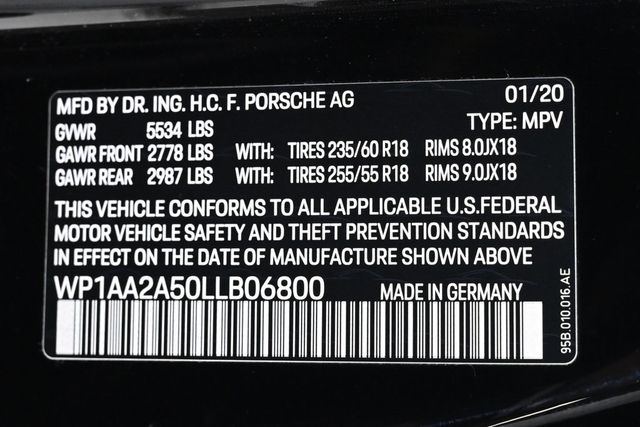 MFD BY DR. ING. H.C. F. PORSCHE AG 01/20
GVWR 5534 LBS TYPE: MPV
GAWR FRONT 2778 LBS WITH: TIRES 235/60 R18 RIMS 8.0JX18
GAWR REAR 2987 LBS WITH: TIRES 255/55 R18 RIMS 9.0JX18
THIS VEHICLE CONFORMS TO ALL APPLICABLE U.S.FEDERAL
MOTOR VEHICLE SAFETY AND THEFT PREVENTION STANDARDS
IN EFFECT ON THE DATE OF MANUFACTURE SHOWN ABOVE
WP1AA2A50LLB06800 MADE IN GERMANY
95B.010.016.AE